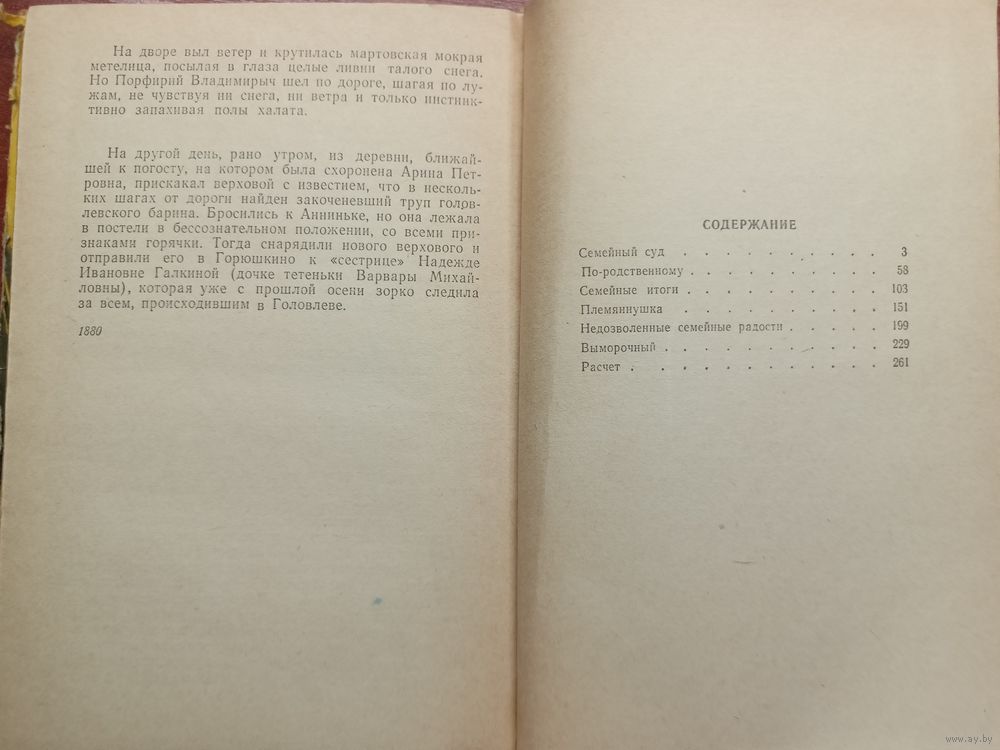 На дворе выл ветер и крутилась мартовская мокрая
метелица, посылая в глаза целые ливни талого снега.
Но Порфирий Владимирыч шел по дороге, шагая по лу-
жам, не чувствуя ни снега, ни ветра и только инстинк-
тивно запахивая полы халата.
На другой день, рано утром, из деревни, ближай-
шей к погосту, на котором была схоронена Арина Пет-
ровна, прискакал верховой с известием, что в несколь-
ких шагах от дороги найден закоченевший труп голов-
левского барина. Бросились к Анниньке, но она лежала
в постели в бессознательном положении, со всеми при-
знаками горячки. Тогда снарядили нового верхового и
отправили его в Горюшкино к «сестрице» Надежде
Ивановне Галкиной (дочке тетеньки Варвары Михай-
ловны), которая уже с прошлой осени зорко следила
за всем, происходившим в Головлеве.
1880
СОДЕРЖАНИЕ
Семейный суд . . . . . . . . . . 3
По-родственному . . . . . . . . . . 58
Семейные итоги . . . . . . . . . . 103
Племяннушка . . . . . . . . . . 151
Недозволенные семейные радости . . . . . 199
Выморочный . . . . . . . . . . . 229
Расчет . . . . . . . . . . . . 261
www.ay.by